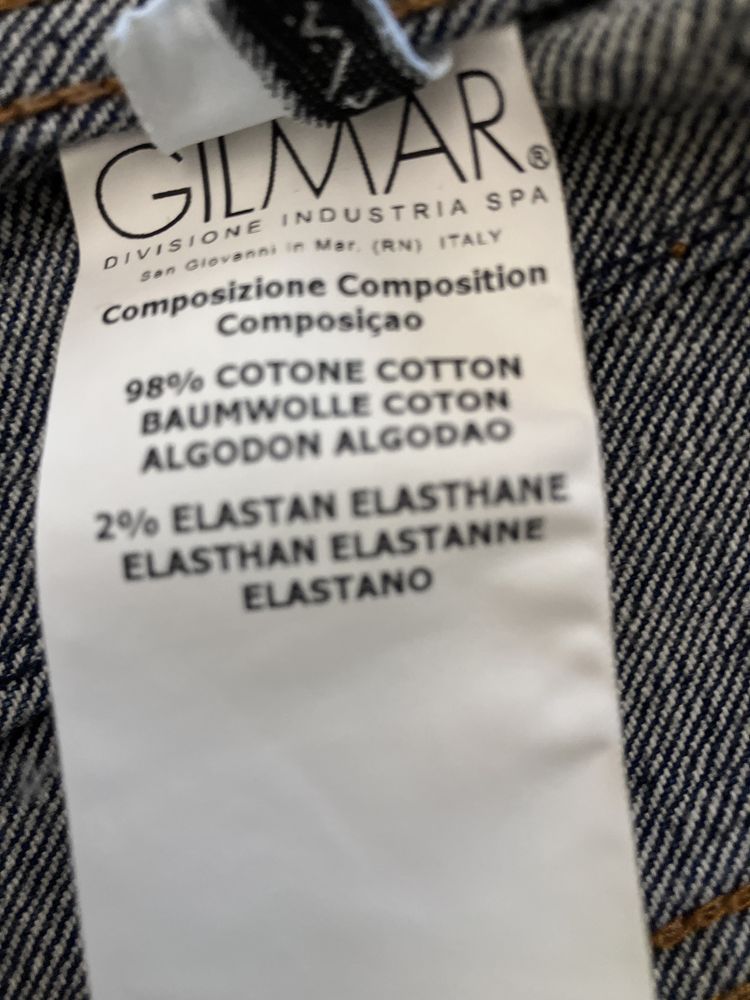 GILMAR®
DIVISIONE INDUSTRIA SPA
San Giovanni in Mar. (RN) ITALY
Composizione Composition
Composiçao
98% COTONE COTTON
BAUMWOLLE COTON
ALGODON ALGODAO
2% ELASTAN ELASTHANE
ELASTHAN ELASTANNE
ELASTANO